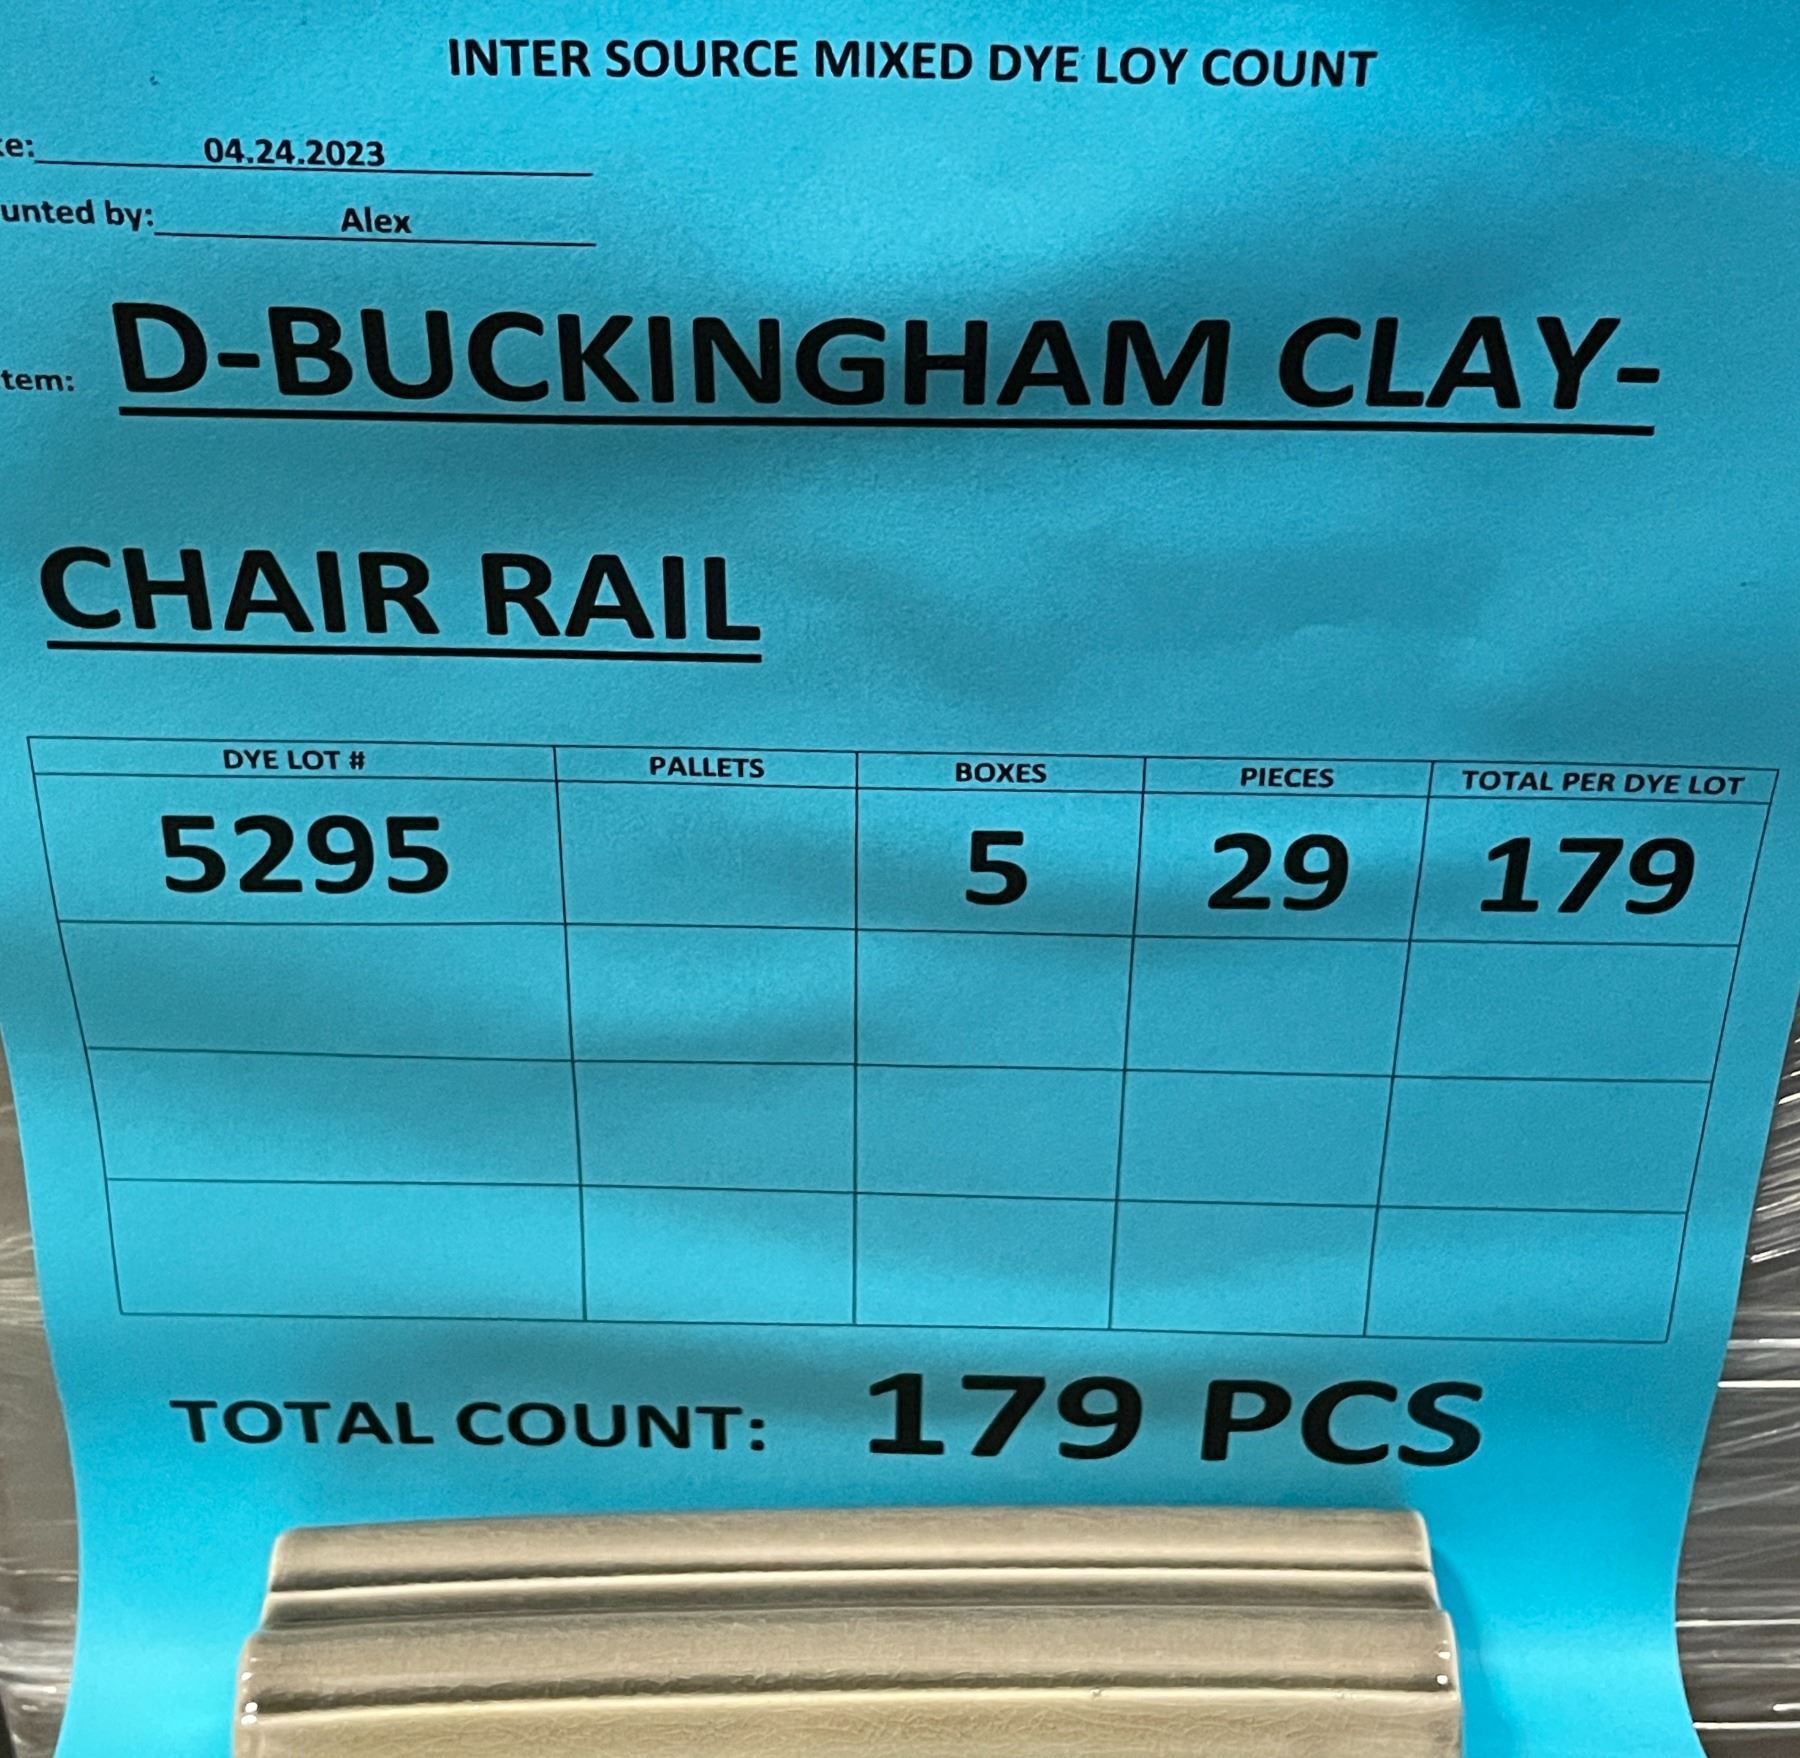 INTER SOURCE MIXED DYE LOY COUNT
04.24.2023
unted by: Alex
tem: D-BUCKINGHAM CLAY-
CHAIR RAIL
DYE LOT # PALLETS BOXES PIECES TOTAL PER DYE LOT
5295 5 29 179
TOTAL COUNT: 179 PCS